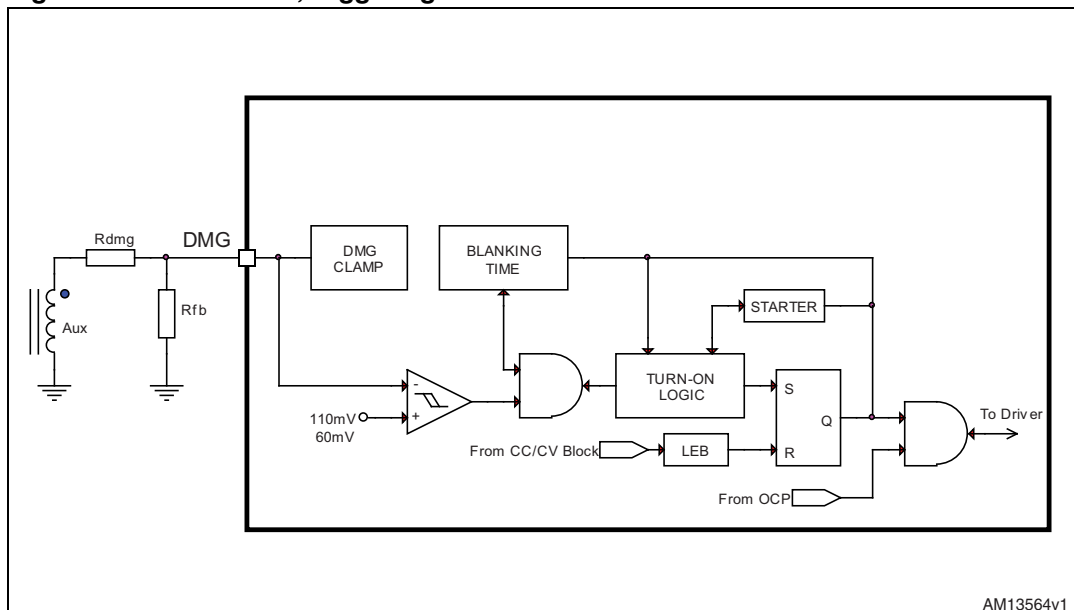 Rdmg
DMG
Aux
Rfb
DMG
CLAMP
BLANKING
TIME
STARTER
TURN-ON
LOGIC
110mV
60mV
-
+
S
Q
R
From CC/CV Block
LEB
From OCP
To Driver
AM13564v1